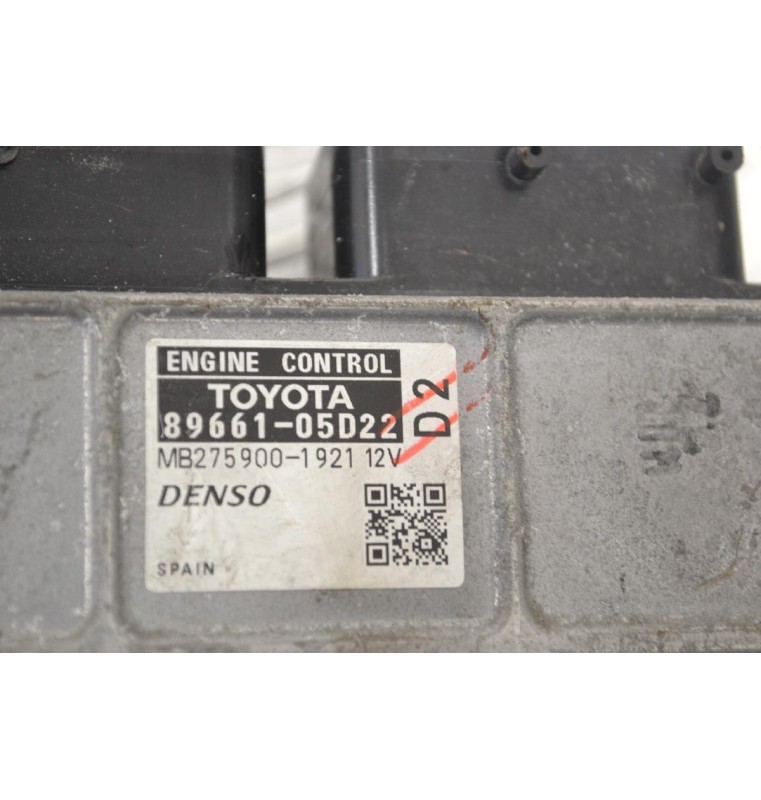 ENGINE CONTROL
TOYOTA
89661-05D22
D2
MB275900-1921 12V
DENSO
SPAIN